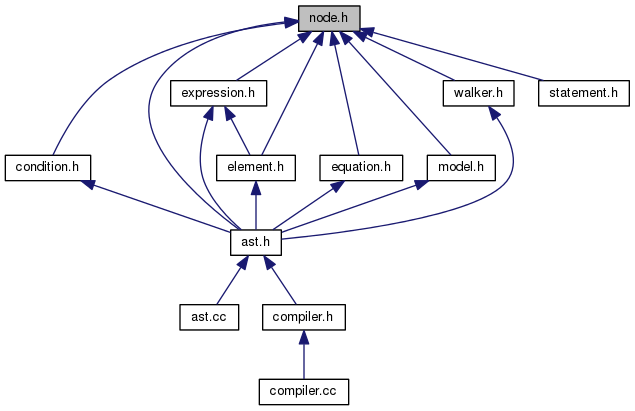 node.h
expression.h
walker.h
statement.h
condition.h
element.h
equation.h
model.h
ast.h
ast.cc
compiler.h
compiler.cc